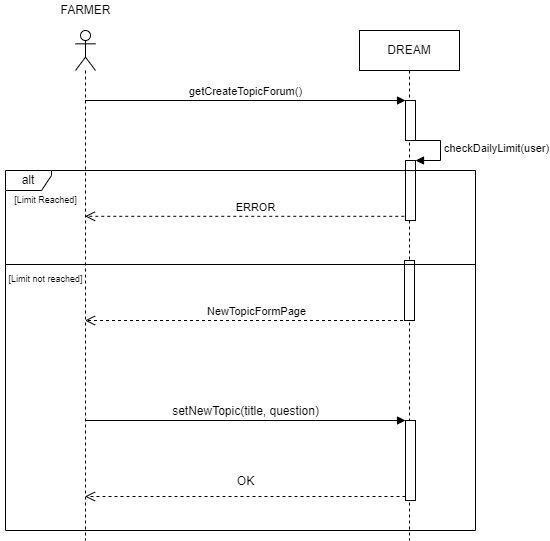 FARMER
DREAM
getCreateTopicForum()
checkDailyLimit(user)
alt
[Limit Reached]
ERROR
[Limit not reached]
NewTopicFormPage
setNewTopic(title, question)
OK